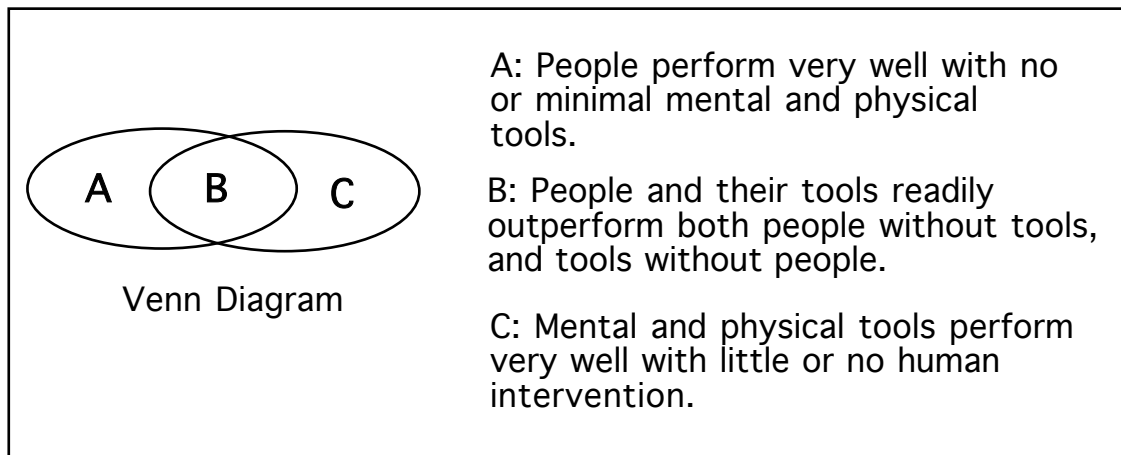 A B C
Venn Diagram
A: People perform very well with no
or minimal mental and physical
tools.
B: People and their tools readily
outperform both people without tools,
and tools without people.
C: Mental and physical tools perform
very well with little or no human
intervention.